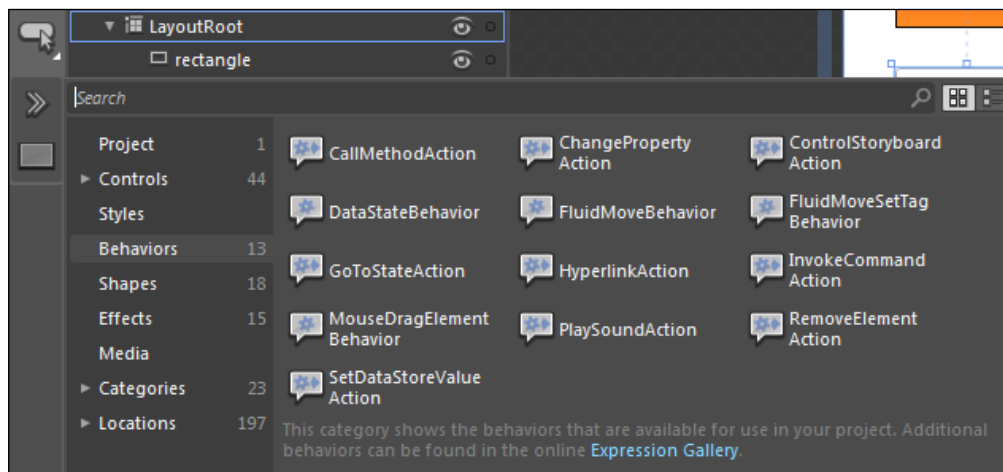 LayoutRoot
rectangle
Search
Project 1
Controls 44
Styles
Behaviors 13
Shapes 18
Effects 15
Media
Categories 23
Locations 197
CallMethodAction
ChangeProperty
Action
ControlStoryboard
Action
DataStateBehavior
FluidMoveBehavior
FluidMoveSetTag
Behavior
GoToStateAction
HyperlinkAction
InvokeCommand
Action
MouseDragElement
Behavior
PlaySoundAction
RemoveElement
Action
SetDataStoreValue
Action
This category shows the behaviors that are available for use in your project. Additional
behaviors can be found in the online Expression Gallery.